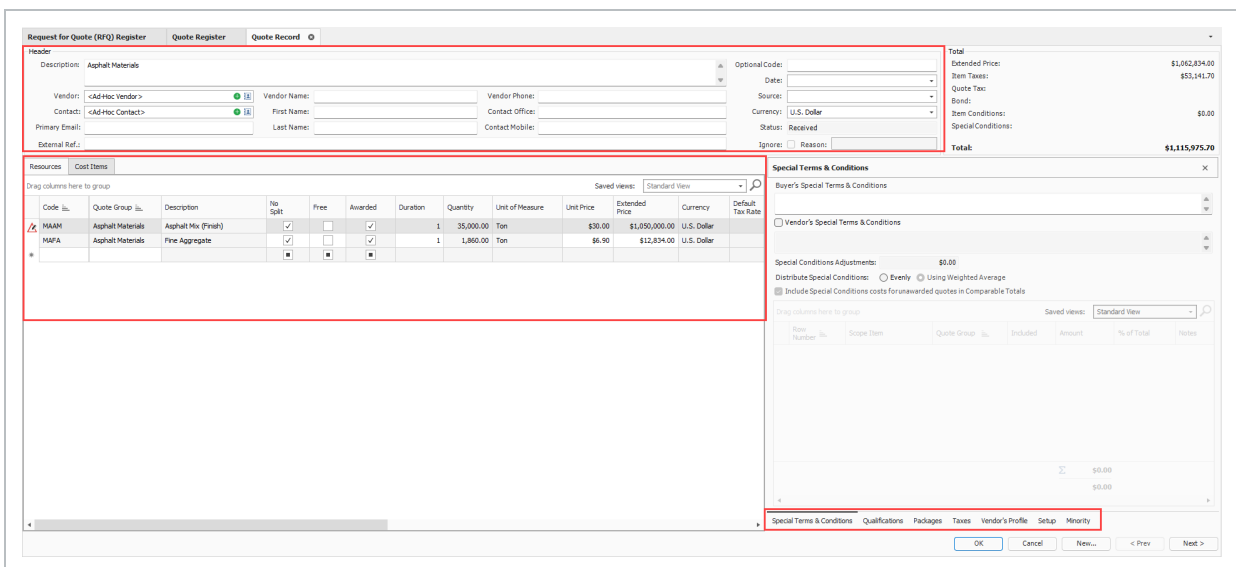 Request for Quote (RFQ) Register Quote Register Quote Record
Header
Description: Asphalt Materials
Optional Code:
Date:
Vendor: <Ad-Hoc Vendor> Vendor Name: Vendor Phone: Source:
Contact: <Ad-Hoc Contact> First Name: Contact Office: Currency: U.S. Dollar
Primary Email: Last Name: Contact Mobile: Status: Received
External Ref.: Ignore: Reason:
Total
Extended Price: $1,062,834.00
Item Taxes: $53,141.70
Quote Tax:
Bond:
Item Conditions: $0.00
Special Conditions:
Total: $1,115,975.70
Resources Cost Items
Drag columns here to group Saved views: Standard View
Code Quote Group Description No Split Free Awarded Duration Quantity Unit of Measure Unit Price Extended Price Currency Default Tax Rate
MAAM Asphalt Materials Asphalt Mix (Finish) 1 35,000.00 Ton $30.00 $1,050,000.00 U.S. Dollar
MAFA Asphalt Materials Fine Aggregate 1 1,860.00 Ton $6.90 $12,834.00 U.S. Dollar
Special Terms & Conditions
Buyer's Special Terms & Conditions
Vendor's Special Terms & Conditions
Special Conditions Adjustments: $0.00
Distribute Special Conditions: Evenly Using Weighted Average
Include Special Conditions costs for unawarded quotes in Comparable Totals
Drag columns here to group Saved views: Standard View
Row Number Scope Item Quote Group Included Amount % of Total Notes
Σ $0.00
$0.00
Special Terms & Conditions Qualifications Packages Taxes Vendor's Profile Setup Minority
OK Cancel New... < Prev Next >